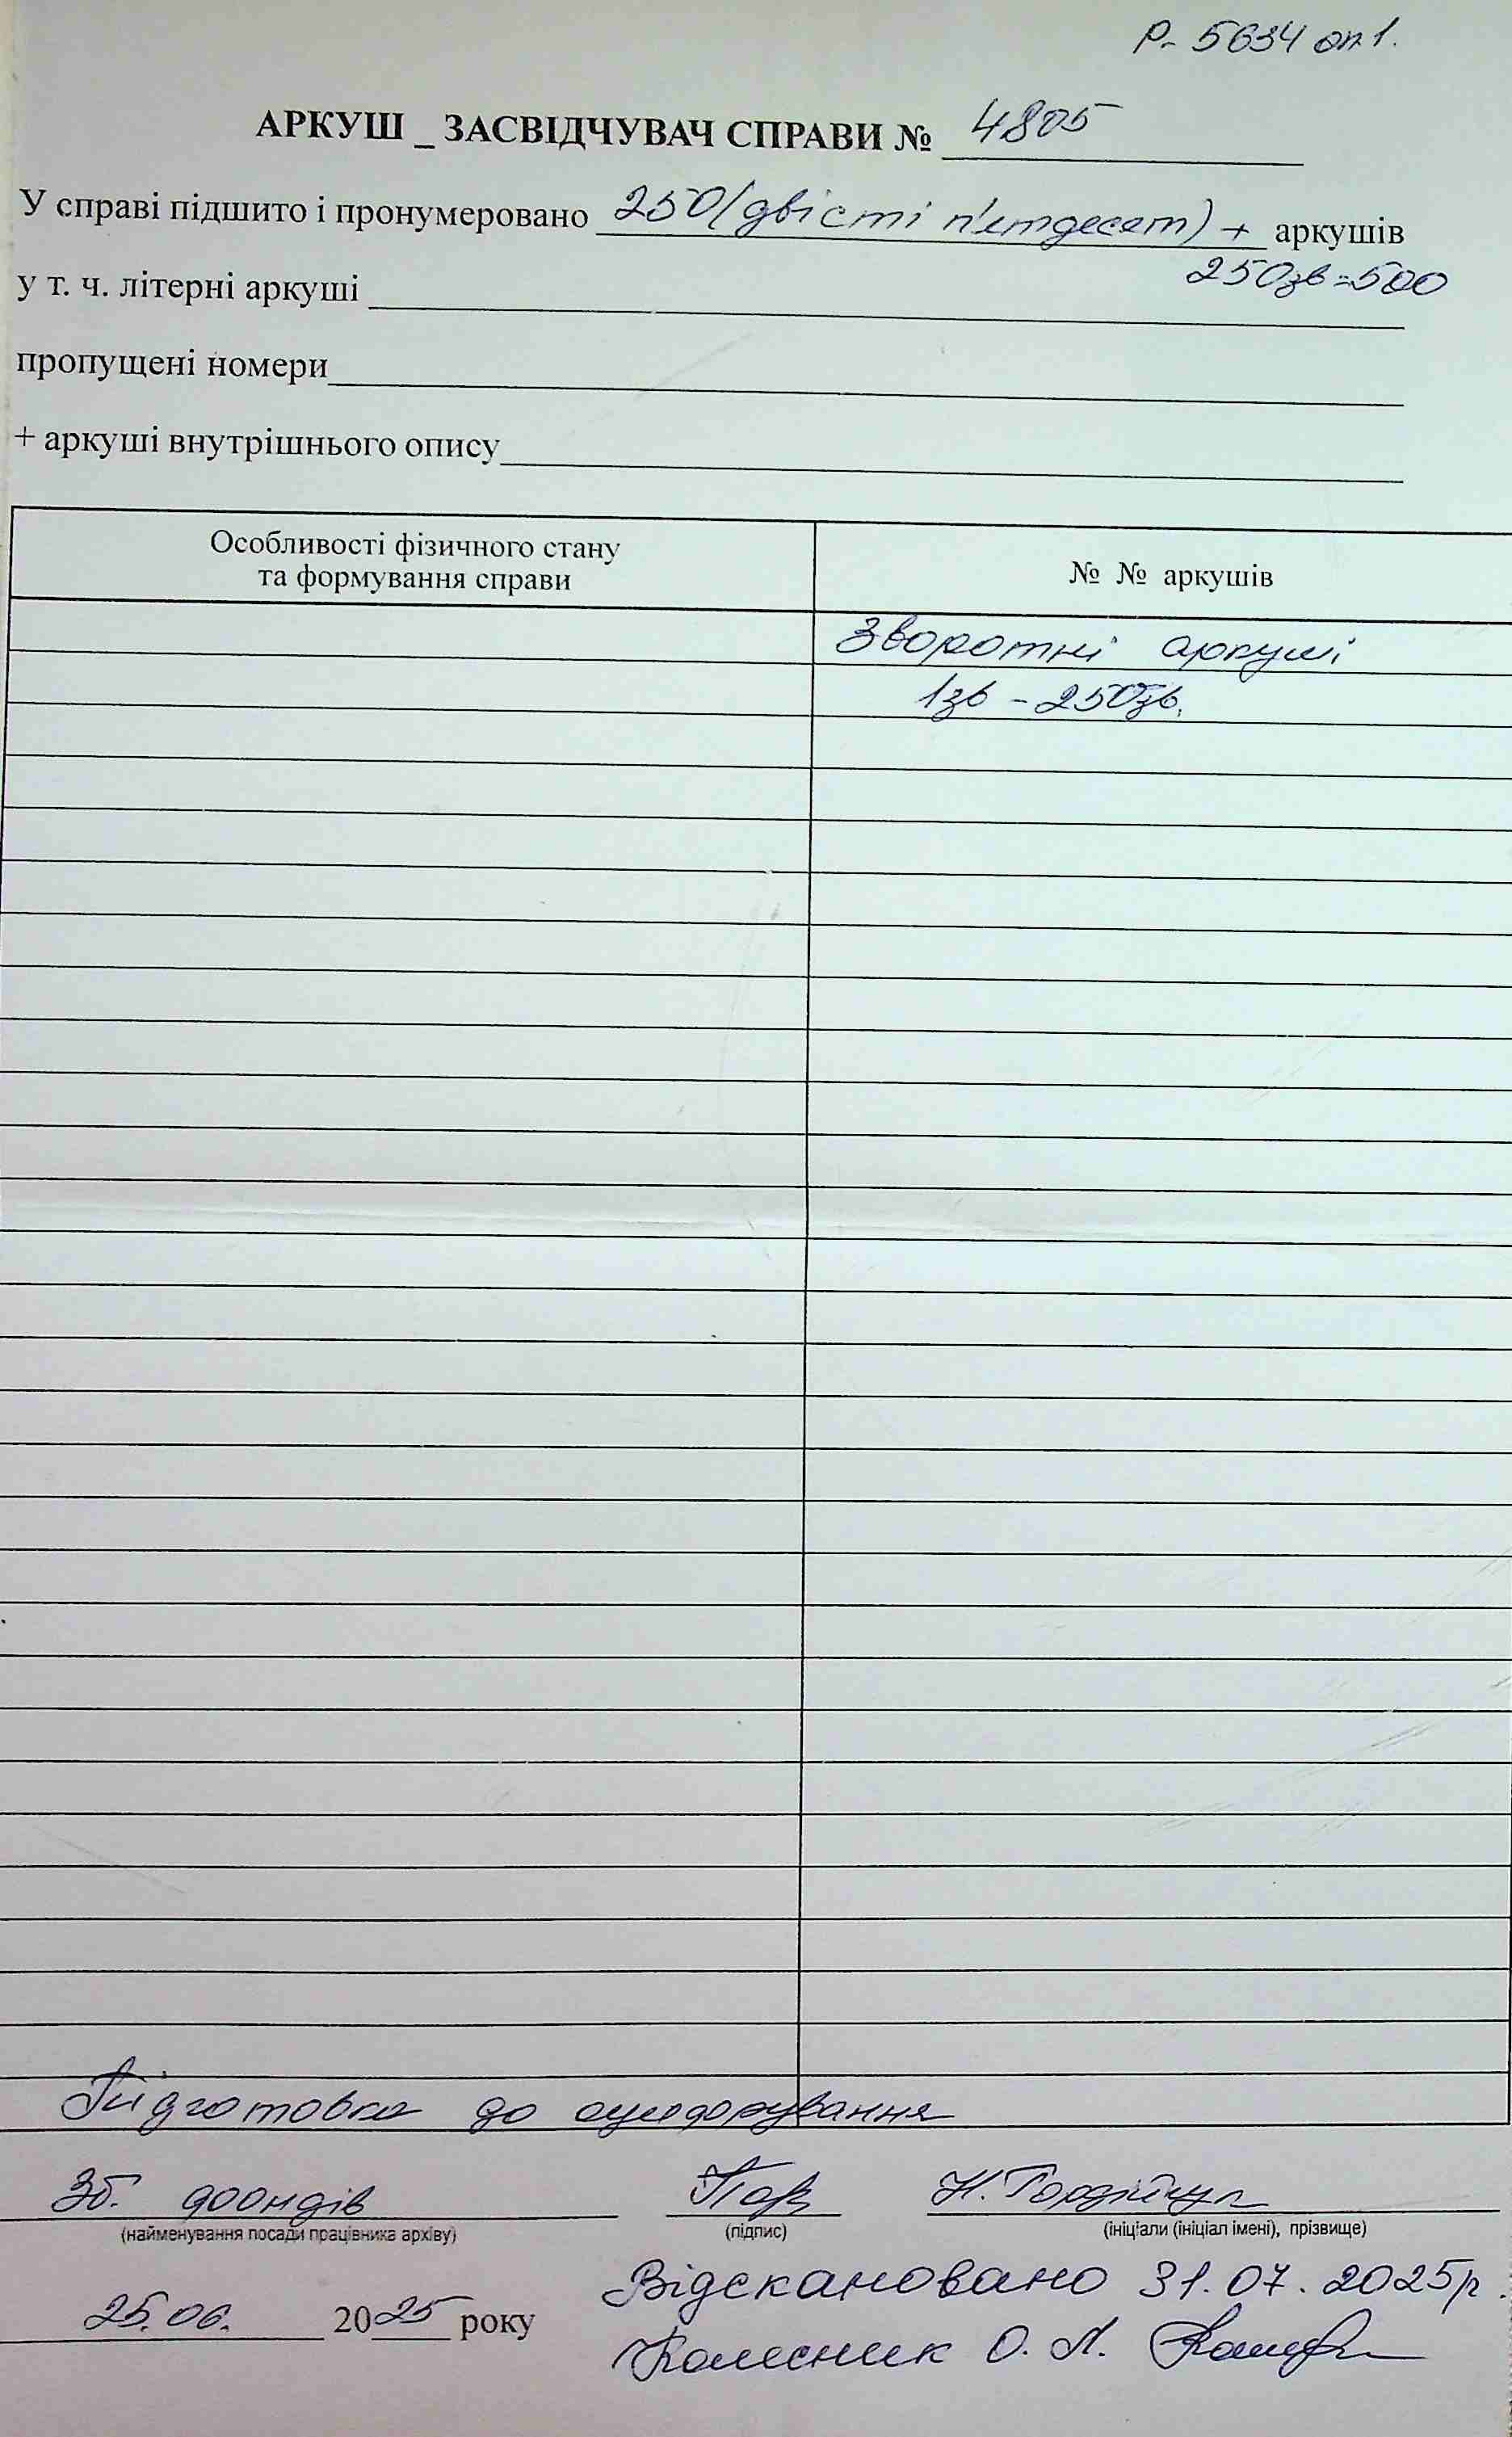 Р- 5634 оп 1.
АРКУШ _ ЗАСВІДЧУВАЧ СПРАВИ № 4805
У справі підшито і пронумеровано 250 (двісті п'ятдесят) + аркушів
250зв = 500
у т. ч. літерні аркуші
пропущені номери
+ аркуші внутрішнього опису
Особливості фізичного стану
та формування справи
№ № аркушів
Зворотні аркуші
1зв - 250зв.
Підготовка до оцифрування
Зб. фондів
Н. Гордійчук
(найменування посади працівника архіву) (підпис) (ініціали (ініціал імені), прізвище)
Відскановано 31.07.2025р.
25.06. 2025 року
Колесник О. Л.